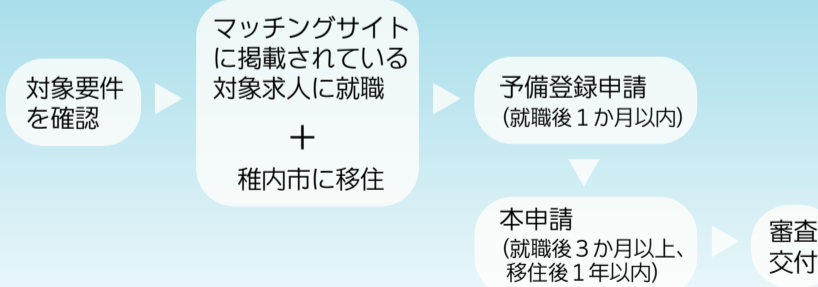 対象要件
を確認
マッチングサイト
に掲載されている
対象求人に就職
＋
稚内市に移住
予備登録申請
(就職後１か月以内)
本申請
(就職後３か月以上、
移住後１年以内)
審査
交付